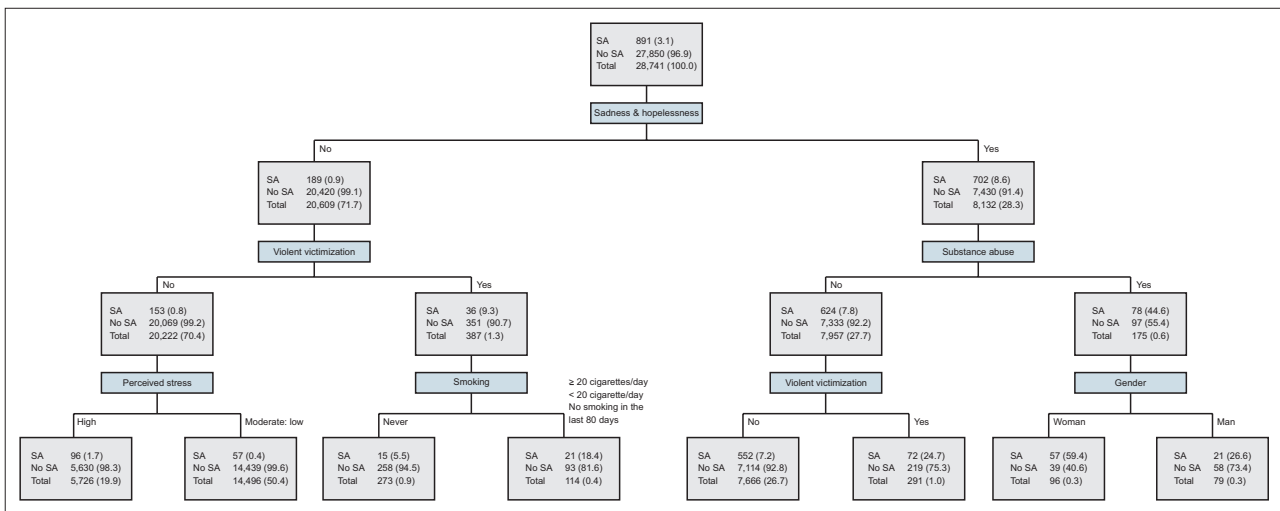 SA 891 (3.1)
No SA 27,850 (96.9)
Total 28,741 (100.0)
Sadness & hopelessness
No
Yes
SA 189 (0.9)
No SA 20,420 (99.1)
Total 20,609 (71.7)
SA 702 (8.6)
No SA 7,430 (91.4)
Total 8,132 (28.3)
Violent victimization
Substance abuse
No
Yes
No
Yes
SA 153 (0.8)
No SA 20,069 (99.2)
Total 20,222 (70.4)
SA 36 (9.3)
No SA 351 (90.7)
Total 387 (1.3)
SA 624 (7.8)
No SA 7,333 (92.2)
Total 7,957 (27.7)
SA 78 (44.6)
No SA 97 (55.4)
Total 175 (0.6)
Perceived stress
Smoking
Violent victimization
Gender
High
Moderate: low
Never
≥ 20 cigarettes/day
< 20 cigarette/day
No smoking in the
last 80 days
No
Yes
Woman
Man
SA 96 (1.7)
No SA 5,630 (98.3)
Total 5,726 (19.9)
SA 57 (0.4)
No SA 14,439 (99.6)
Total 14,496 (50.4)
SA 15 (5.5)
No SA 258 (94.5)
Total 273 (0.9)
SA 21 (18.4)
No SA 93 (81.6)
Total 114 (0.4)
SA 552 (7.2)
No SA 7,114 (92.8)
Total 7,666 (26.7)
SA 72 (24.7)
No SA 219 (75.3)
Total 291 (1.0)
SA 57 (59.4)
No SA 39 (40.6)
Total 96 (0.3)
SA 21 (26.6)
No SA 58 (73.4)
Total 79 (0.3)